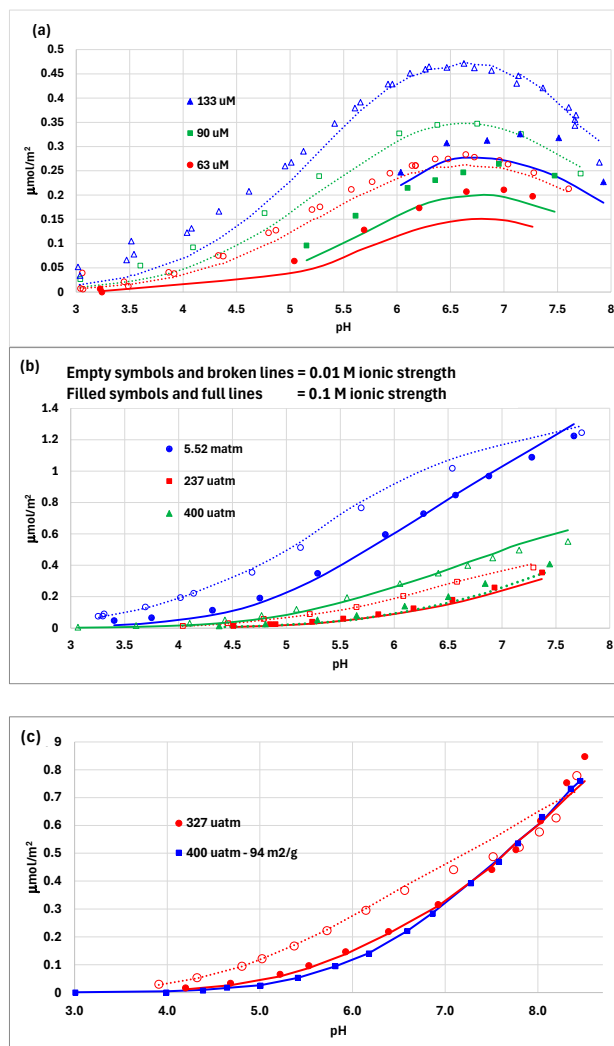 (a)
0.5
0.45
0.4
0.35
0.3
0.25
0.2
0.15
0.1
0.05
0
µmol/m²
133 uM
90 uM
63 uM
3 3.5 4 4.5 5 5.5 6 6.5 7 7.5 8
pH
(b)
Empty symbols and broken lines = 0.01 M ionic strength
Filled symbols and full lines = 0.1 M ionic strength
1.4
1.2
1
0.8
0.6
0.4
0.2
0
µmol/m²
5.52 matm
237 uatm
400 uatm
3 3.5 4 4.5 5 5.5 6 6.5 7 7.5 8
pH
(c)
0.9
0.8
0.7
0.6
0.5
0.4
0.3
0.2
0.1
0
µmol/m²
327 uatm
400 uatm - 94 m2/g
3.0 4.0 5.0 6.0 7.0 8.0
pH